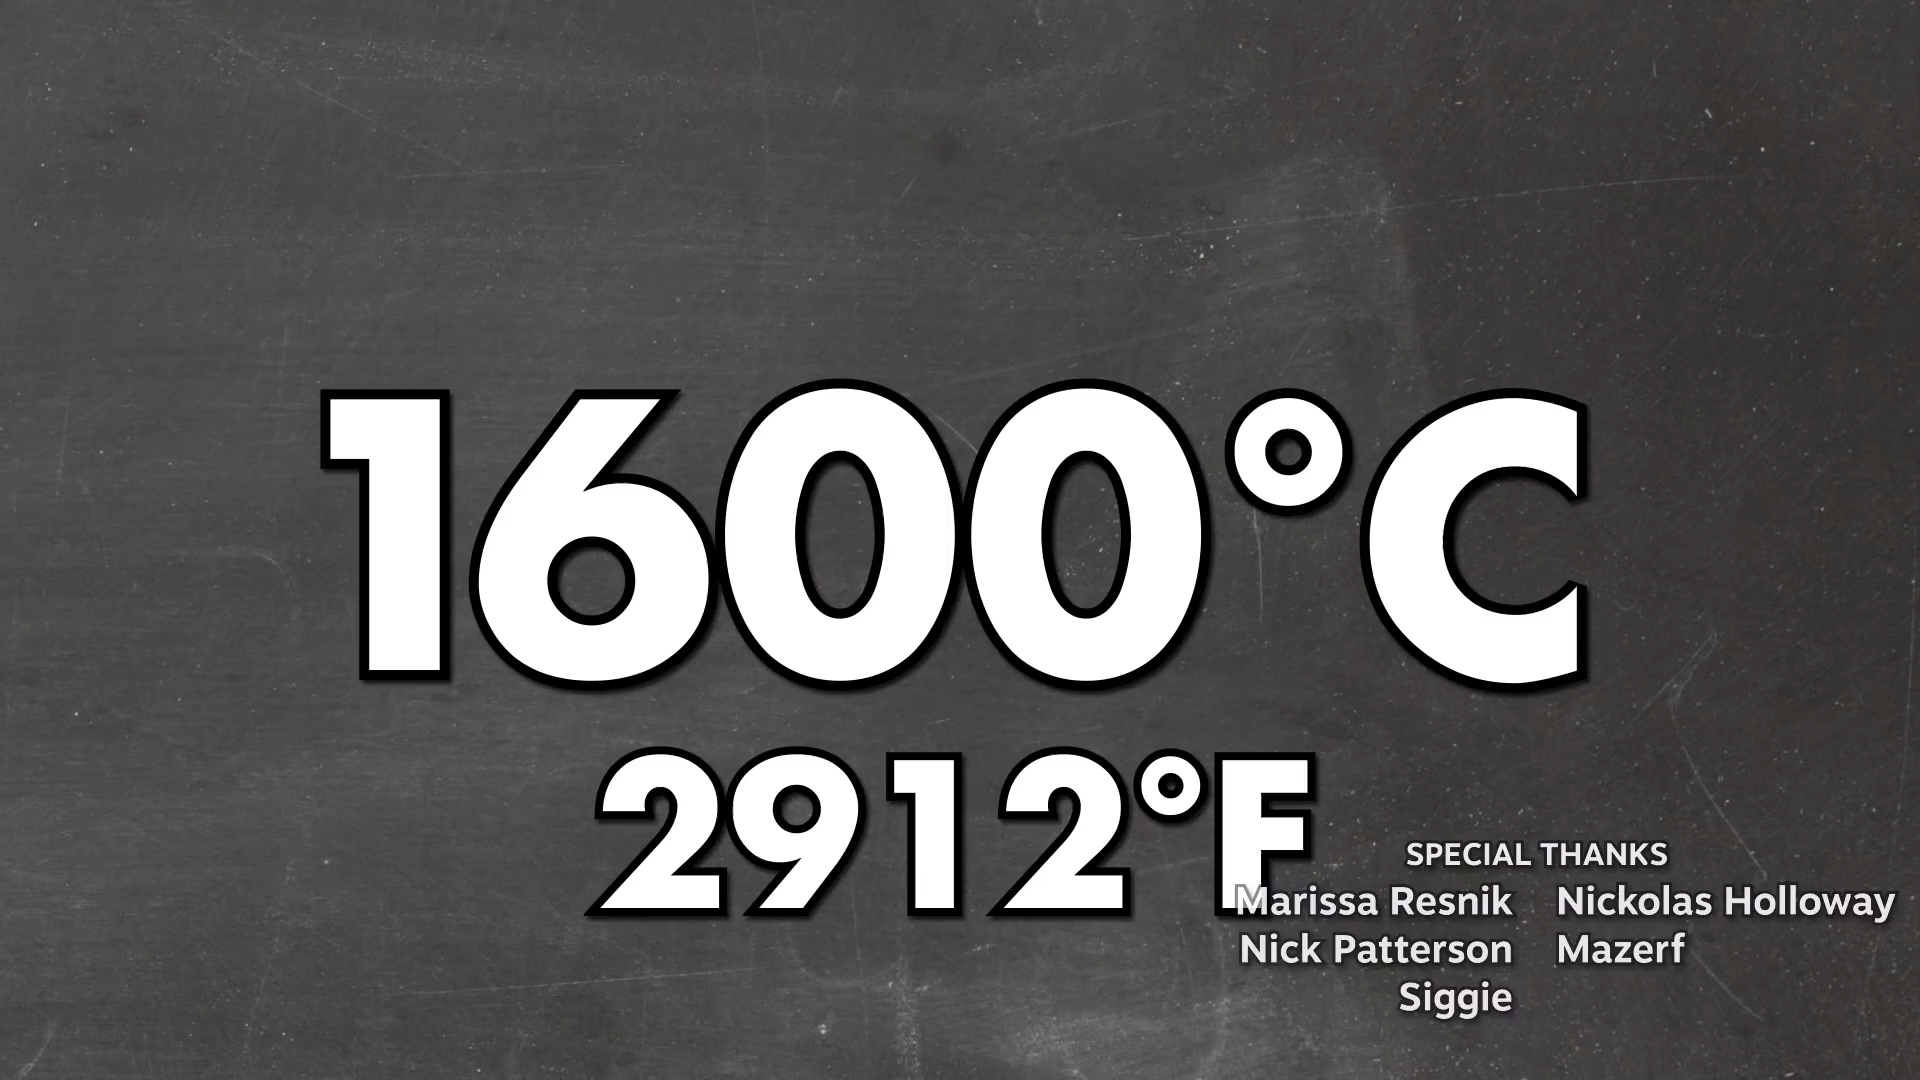 1600°C
2912°F
SPECIAL THANKS
Marissa Resnik Nickolas Holloway
Nick Patterson Mazerf
Siggie